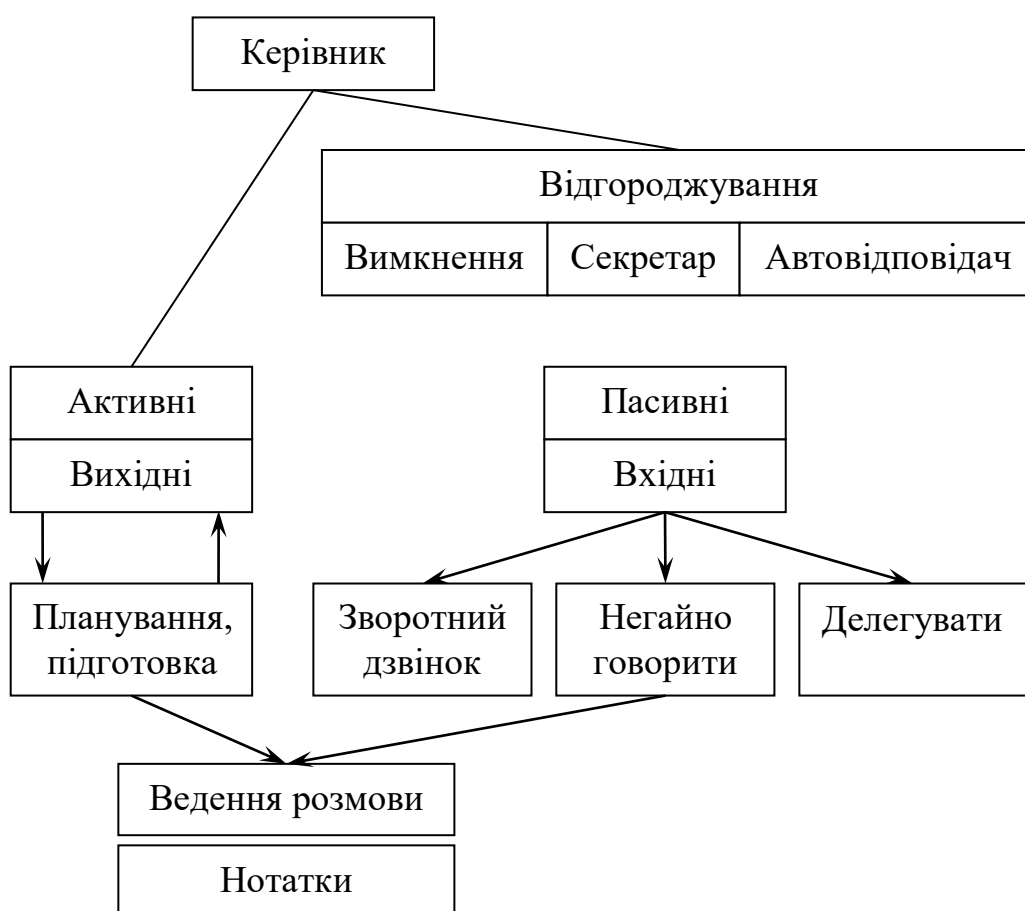 Керівник
Відгороджування
Вимкнення
Секретар
Автовідповідач
Активні
Вихідні
Пасивні
Вхідні
Планування,
підготовка
Зворотний
дзвінок
Негайно
говорити
Делегувати
Ведення розмови
Нотатки